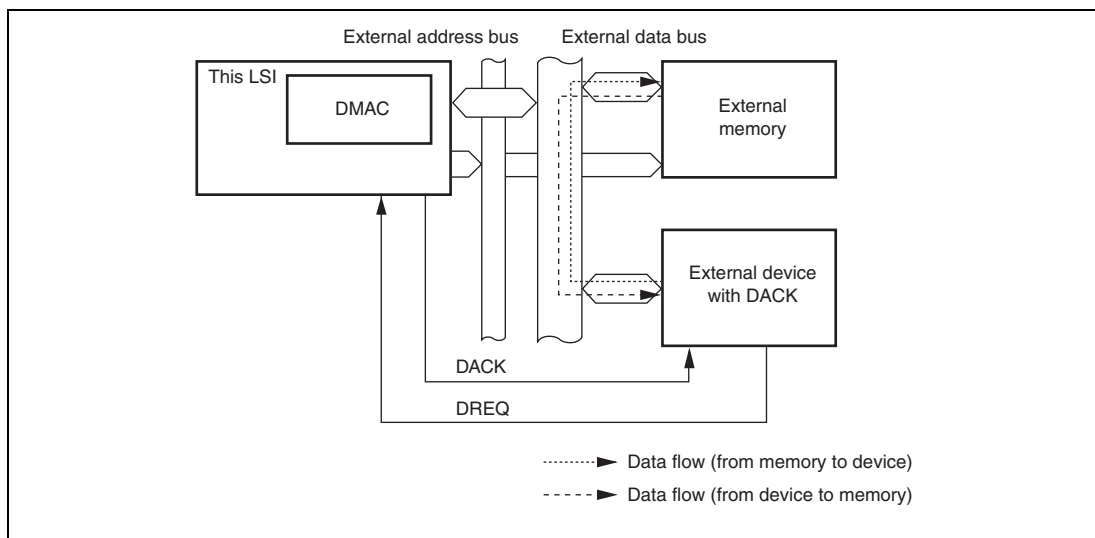 External address bus
External data bus
This LSI
DMAC
External
memory
External device
with DACK
DACK
DREQ
Data flow (from memory to device)
Data flow (from device to memory)